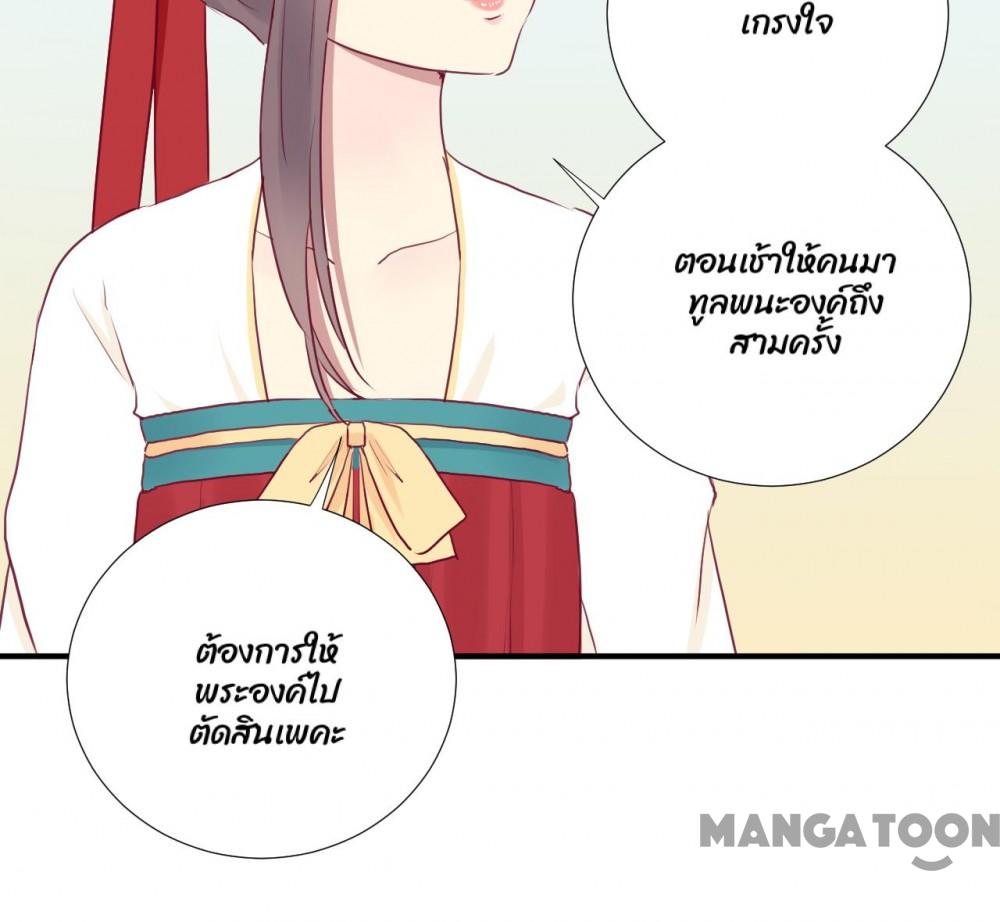 เกรงใจ
ตอนเช้าให้คนมา
ทูลพนะองค์ถึง
สามครั้ง
ต้องการให้
พระองค์ไป
ตัดสินเพคะ
MANGATOON